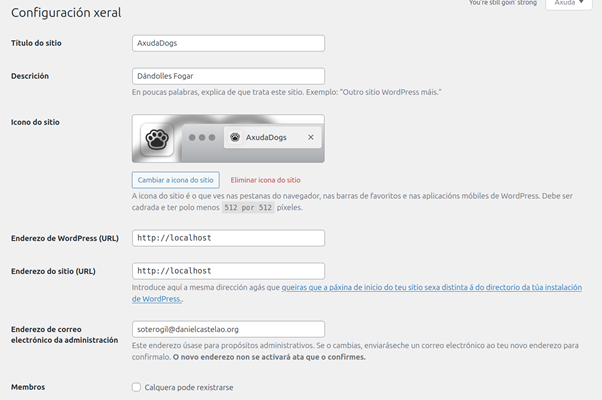 You're still goin' strong
Axuda
Configuración xeral
Título do sitio
AxudaDogs
Descrición
Dándolles Fogar
En poucas palabras, explica de que trata este sitio. Exemplo: "Outro sitio WordPress máis."
Icono do sitio
AxudaDogs
Cambiar a icona do sitio
Eliminar icona do sitio
A icona do sitio é o que ves nas pestanas do navegador, nas barras de favoritos e nas aplicacións móbiles de WordPress. Debe ser
cadrada e ter polo menos 512 por 512 píxeles.
Enderezo de WordPress (URL)
http://localhost
Enderezo do sitio (URL)
http://localhost
Introduce aquí a mesma dirección agás que queiras que a páxina de inicio do teu sitio sexa distinta á do directorio da túa instalación
de WordPress..
Enderezo de correo
electrónico da administración
soterogil@danielcastelao.org
Este enderezo úsase para propósitos administrativos. Se o cambias, enviaráseche un correo electrónico ao teu novo enderezo para
confirmalo. O novo enderezo non se activará ata que o confirmes.
Membros
Calquera pode rexistrarse